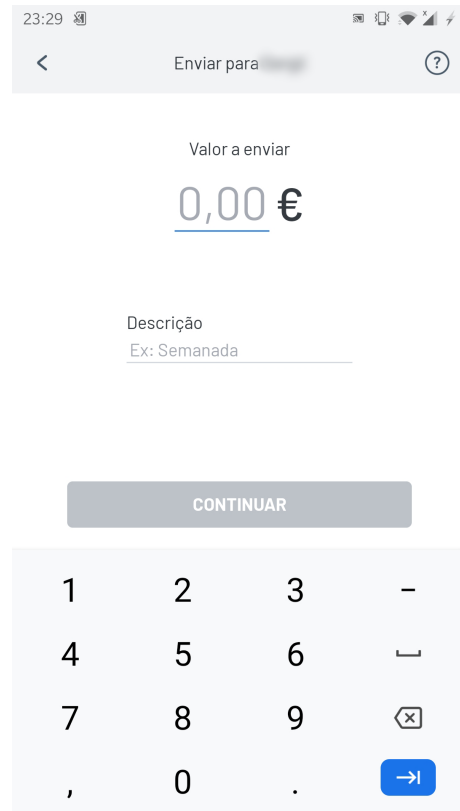 23:29
Enviar para
Valor a enviar
0,00 €
Descrição
Ex: Semanada
CONTINUAR
1 2 3 -
4 5 6
7 8 9
, 0 .